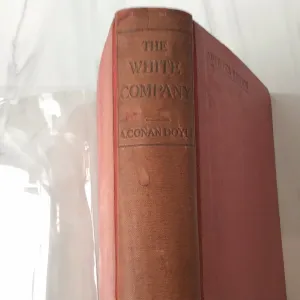 THE
WHITE
COMPANY
A. CONAN DOYLE